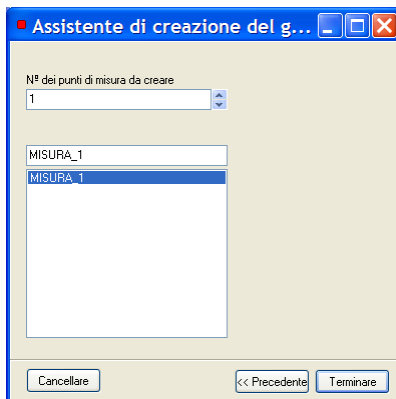 Assistente di creazione del g...
Nº dei punti di misura da creare
1
MISURA_1
MISURA_1
Cancellare
<< Precedente
Terminare